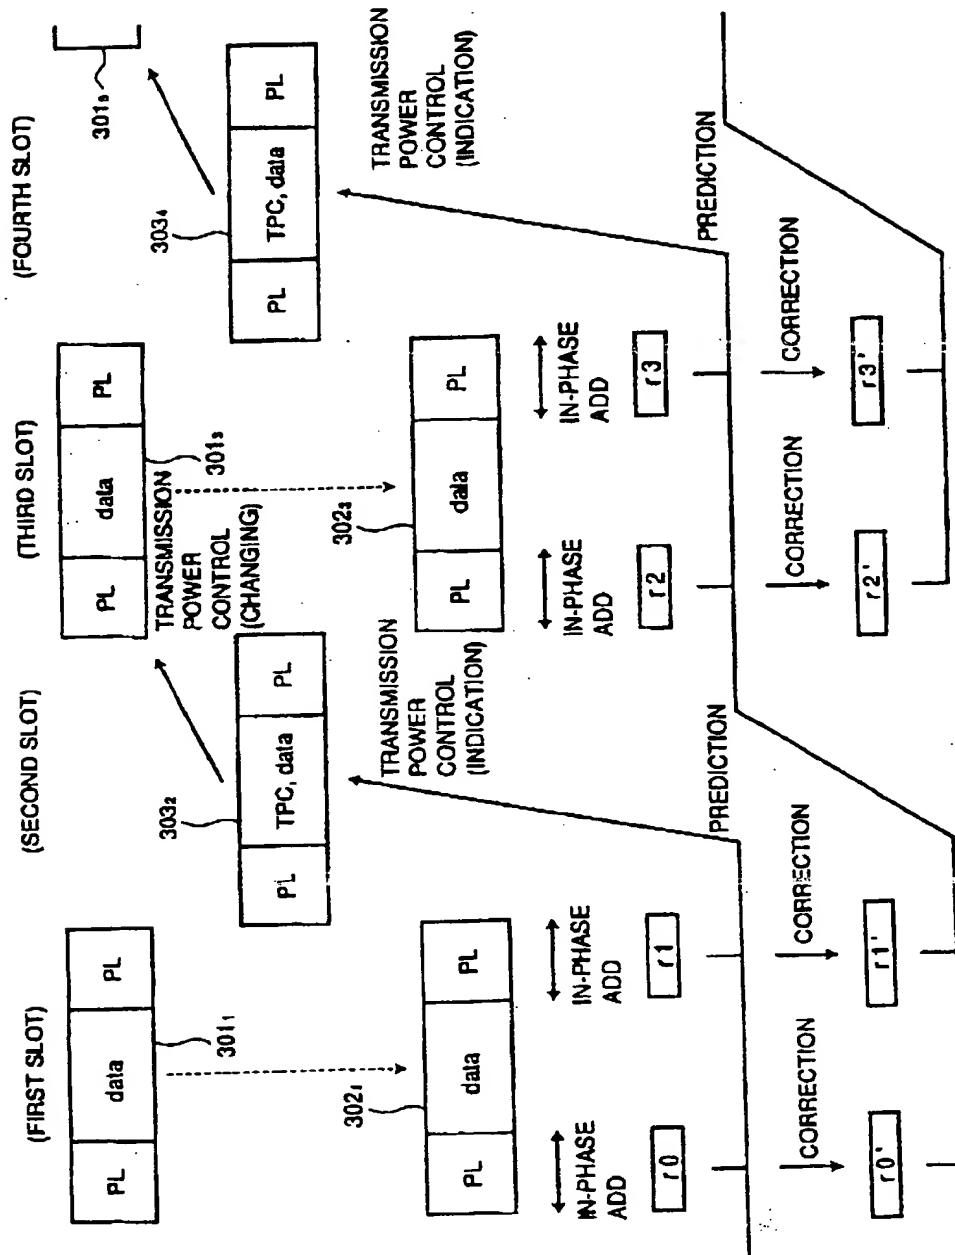 (FIRST SLOT)
(SECOND SLOT)
(THIRD SLOT)
(FOURTH SLOT)
PL
data
PL
301₁
PL
data
PL
301₃
301₅
TRANSMISSION
POWER
CONTROL
(CHANGING)
303₂
PL
TPC, data
PL
303₄
PL
TPC, data
PL
TRANSMISSION
POWER
CONTROL
(INDICATION)
TRANSMISSION
POWER
CONTROL
(INDICATION)
302₁
PL
data
PL
302₃
PL
data
PL
IN-PHASE
ADD
IN-PHASE
ADD
IN-PHASE
ADD
IN-PHASE
ADD
r0
r1
r2
r3
PREDICTION
PREDICTION
CORRECTION
CORRECTION
CORRECTION
CORRECTION
r0'
r1'
r2'
r3'